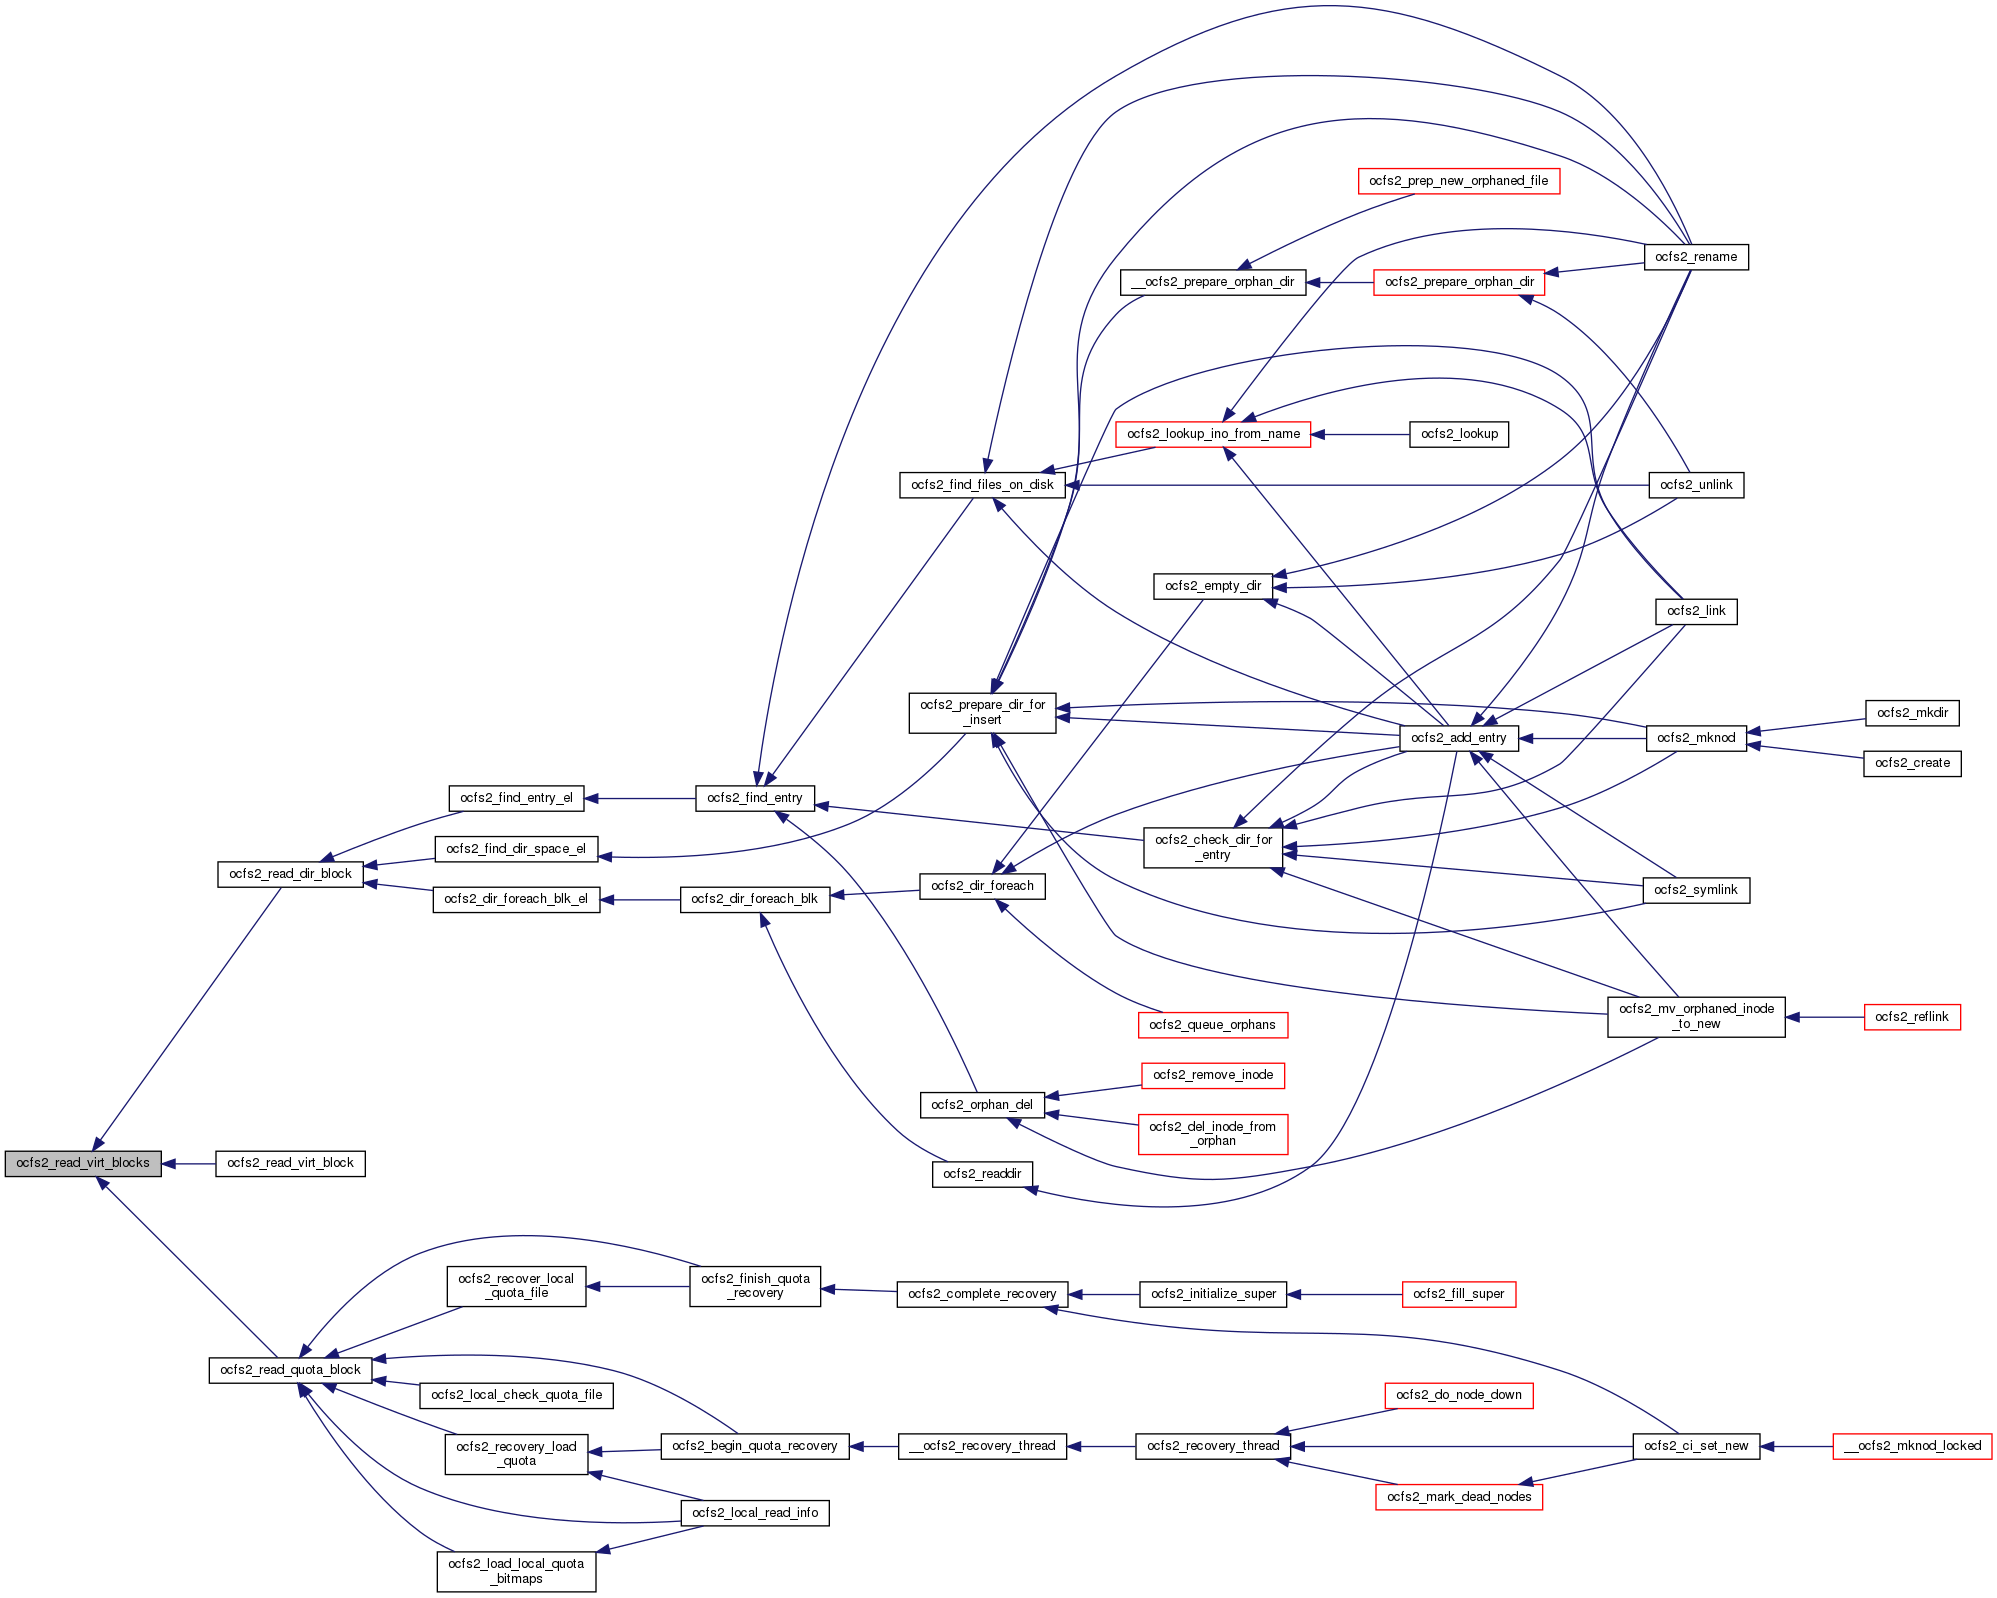 ocfs2_prep_new_orphaned_file
ocfs2_rename
__ocfs2_prepare_orphan_dir
ocfs2_prepare_orphan_dir
ocfs2_lookup_ino_from_name
ocfs2_lookup
ocfs2_find_files_on_disk
ocfs2_unlink
ocfs2_empty_dir
ocfs2_link
ocfs2_prepare_dir_for
_insert
ocfs2_mkdir
ocfs2_add_entry
ocfs2_mknod
ocfs2_create
ocfs2_find_entry_el
ocfs2_find_entry
ocfs2_find_dir_space_el
ocfs2_check_dir_for
_entry
ocfs2_read_dir_block
ocfs2_dir_foreach
ocfs2_symlink
ocfs2_dir_foreach_blk_el
ocfs2_dir_foreach_blk
ocfs2_mv_orphaned_inode
_to_new
ocfs2_reflink
ocfs2_queue_orphans
ocfs2_remove_inode
ocfs2_orphan_del
ocfs2_del_inode_from
_orphan
ocfs2_read_virt_blocks
ocfs2_read_virt_block
ocfs2_readdir
ocfs2_recover_local
_quota_file
ocfs2_finish_quota
_recovery
ocfs2_complete_recovery
ocfs2_initialize_super
ocfs2_fill_super
ocfs2_read_quota_block
ocfs2_local_check_quota_file
ocfs2_do_node_down
ocfs2_recovery_load
_quota
ocfs2_begin_quota_recovery
__ocfs2_recovery_thread
ocfs2_recovery_thread
ocfs2_ci_set_new
__ocfs2_mknod_locked
ocfs2_mark_dead_nodes
ocfs2_local_read_info
ocfs2_load_local_quota
_bitmaps